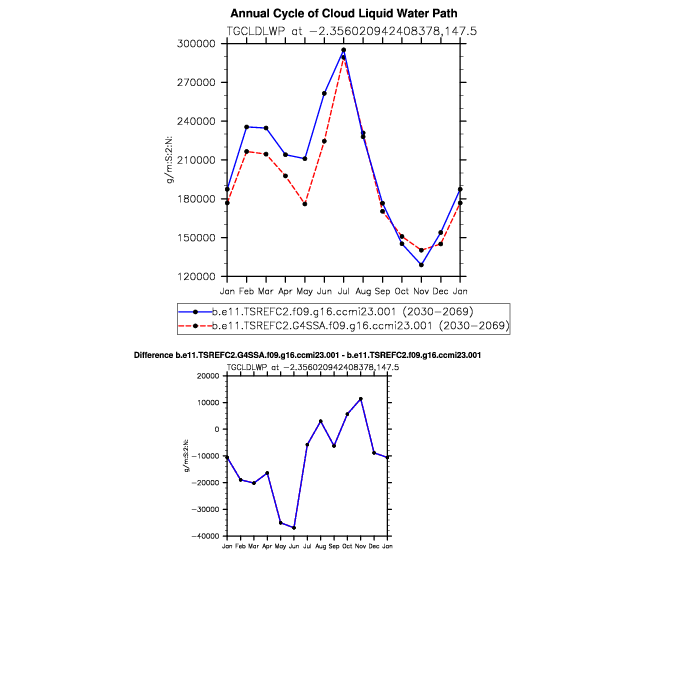 Annual Cycle of Cloud Liquid Water Path
TGCLDLWP at −2.356020942408378,147.5
300000
270000
240000
210000
180000
150000
120000
g/m:S:2:N:
Jan Feb Mar Apr May Jun Jul Aug Sep Oct Nov Dec Jan
b.e11.TSREFC2.f09.g16.ccmi23.001 (2030−2069)
b.e11.TSREFC2.G4SSA.f09.g16.ccmi23.001 (2030−2069)
Difference b.e11.TSREFC2.G4SSA.f09.g16.ccmi23.001 - b.e11.TSREFC2.f09.g16.ccmi23.001
TGCLDLWP at −2.356020942408378,147.5
20000
10000
0
−10000
−20000
−30000
−40000
g/m:S:2:N:
Jan Feb Mar Apr May Jun Jul Aug Sep Oct Nov Dec Jan